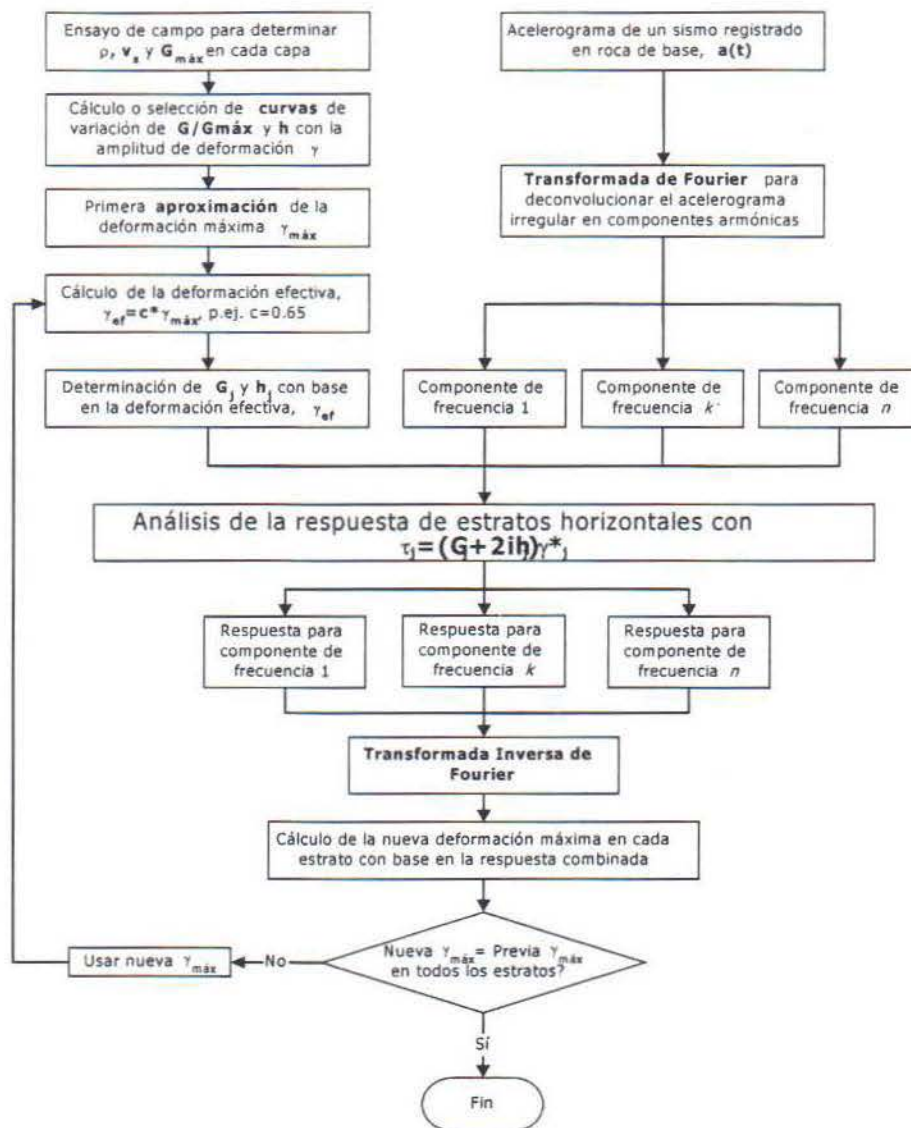 Ensayo de campo para determinar
ρ, vs y Gmáx en cada capa
Cálculo o selección de curvas de
variación de G/Gmáx y h con la
amplitud de deformación γ
Primera aproximación de la
deformación máxima γmáx
Cálculo de la deformación efectiva,
γef=c*γmáx, p.ej. c=0.65
Determinación de Gj y hj con base
en la deformación efectiva, γef
Acelerograma de un sismo registrado
en roca de base, a(t)
Transformada de Fourier para
deconvolucionar el acelerograma
irregular en componentes armónicas
Componente de
frecuencia 1
Componente de
frecuencia k
Componente de
frecuencia n
Análisis de la respuesta de estratos horizontales con
τj=(Gj+2ihj)γ*j
Respuesta para
componente de
frecuencia 1
Respuesta para
componente de
frecuencia k
Respuesta para
componente de
frecuencia n
Transformada Inversa de
Fourier
Cálculo de la nueva deformación máxima en cada
estrato con base en la respuesta combinada
Nueva γmáx= Previa γmáx
en todos los estratos?
No
Usar nueva γmáx
Sí
Fin